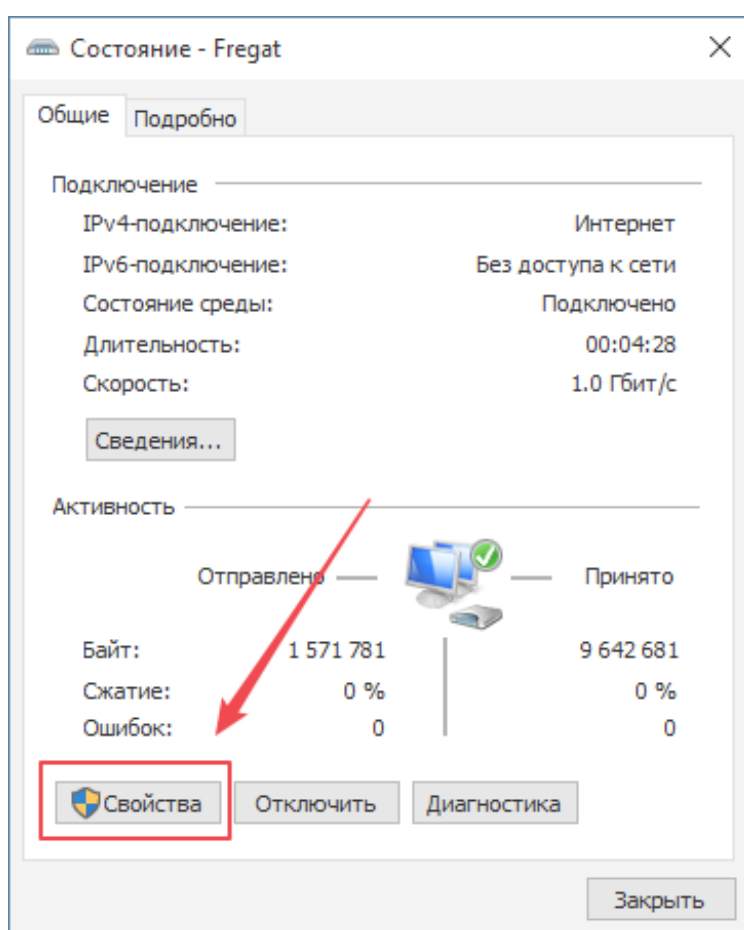 Состояние - Fregat
Общие Подробно
Подключение
IPv4-подключение: Интернет
IPv6-подключение: Без доступа к сети
Состояние среды: Подключено
Длительность: 00:04:28
Скорость: 1.0 Гбит/с
Сведения...
Активность
Отправлено Принято
Байт: 1 571 781 9 642 681
Сжатие: 0 % 0 %
Ошибок: 0 0
Свойства Отключить Диагностика
Закрыть